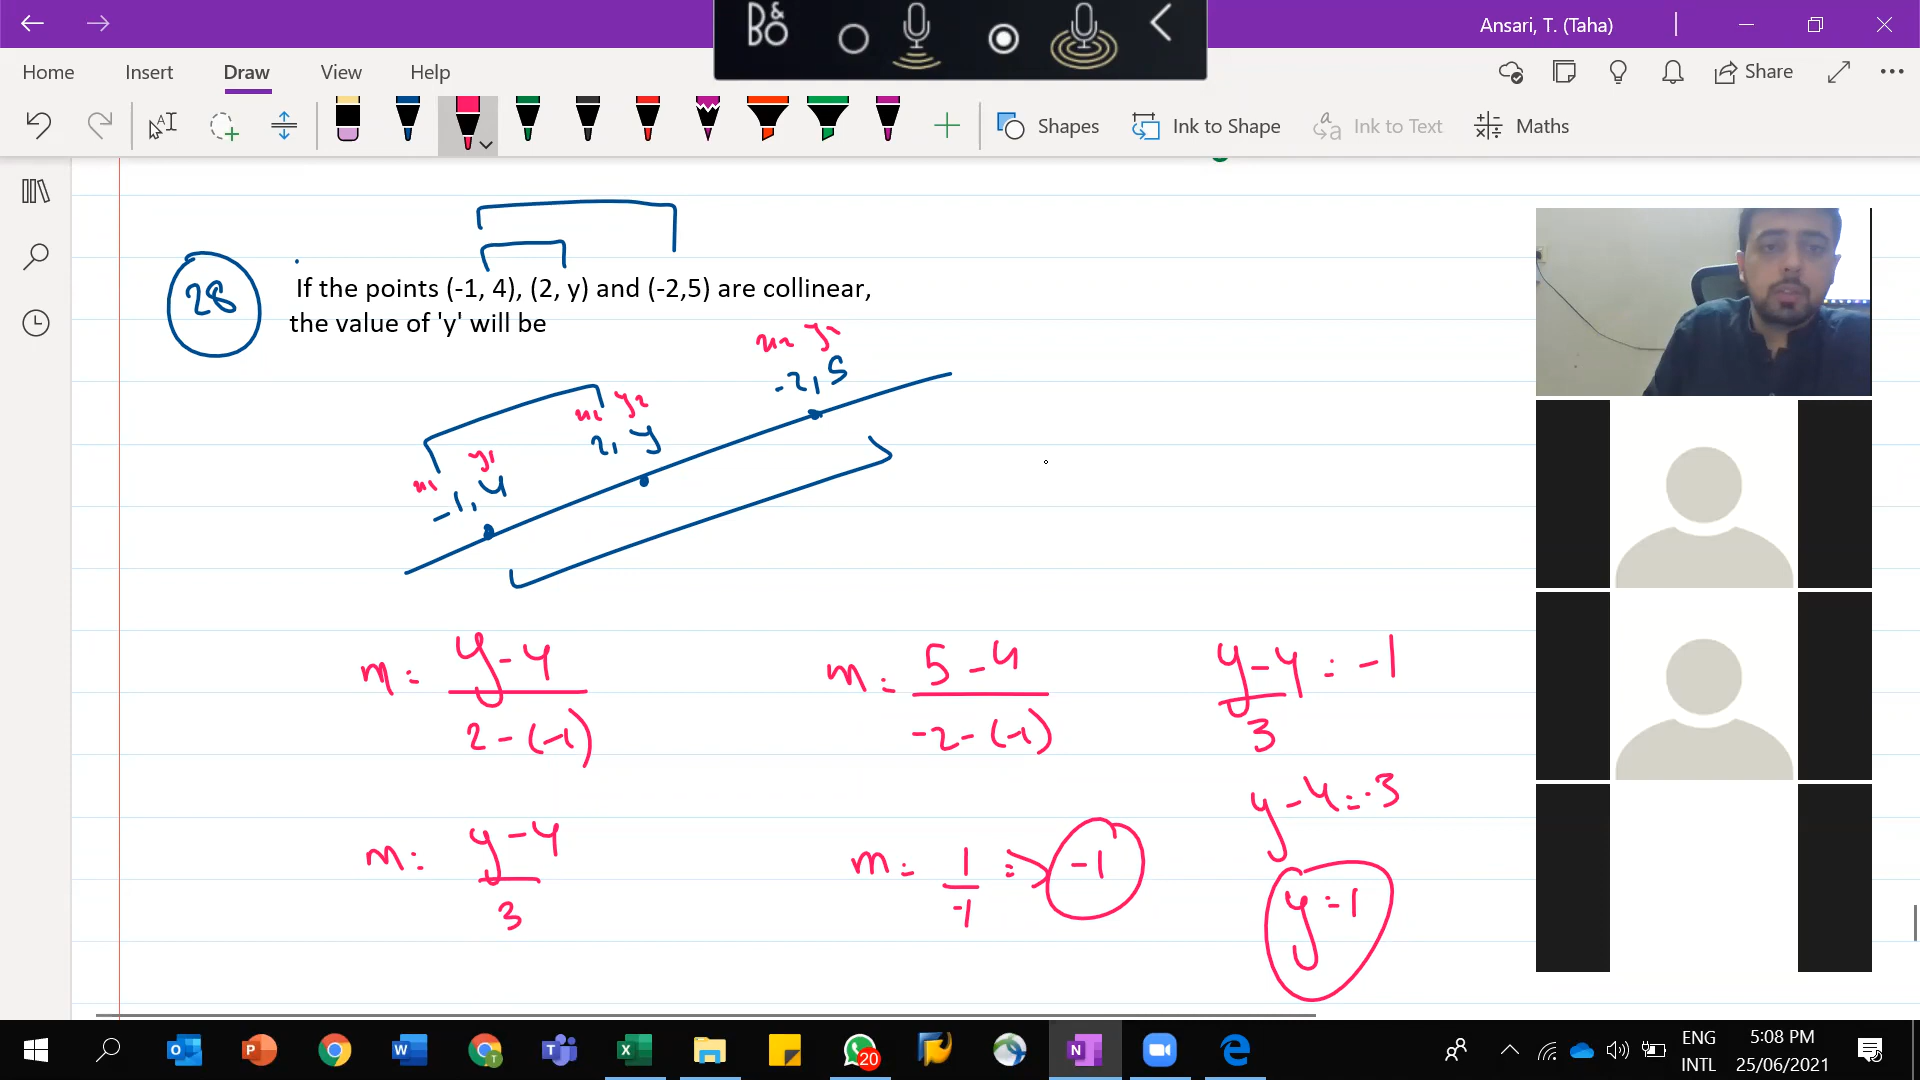 Ansari, T. (Taha)
B&O
Home Insert Draw View Help
Share
Shapes Ink to Shape Ink to Text Maths
28
If the points (-1, 4), (2, y) and (-2,5) are collinear,
the value of 'y' will be
x2 y2
-2, 5
x2 y2
2, y
x1 y1
-1, 4
m = y-4 / 2-(-1)
m = 5-4 / -2-(-1)
y-4 / 3 = -1
y-4 = -3
m = y-4 / 3
m = 1 / -1 => -1
y = 1
20
ENG
INTL
5:08 PM
25/06/2021